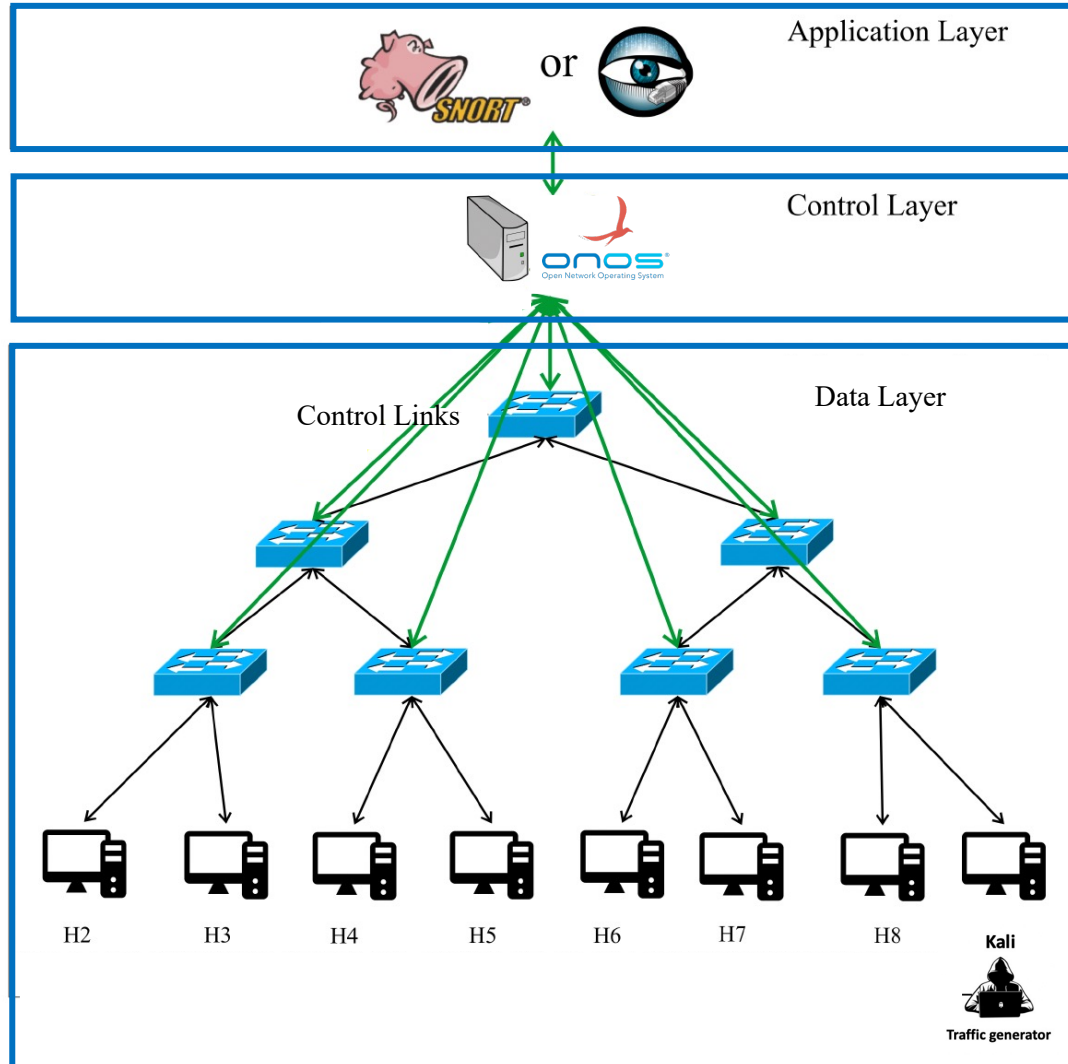 Application Layer
or
SNORT®
Control Layer
onos®
Open Network Operating System
Data Layer
Control Links
H2
H3
H4
H5
H6
H7
H8
Kali
Traffic generator